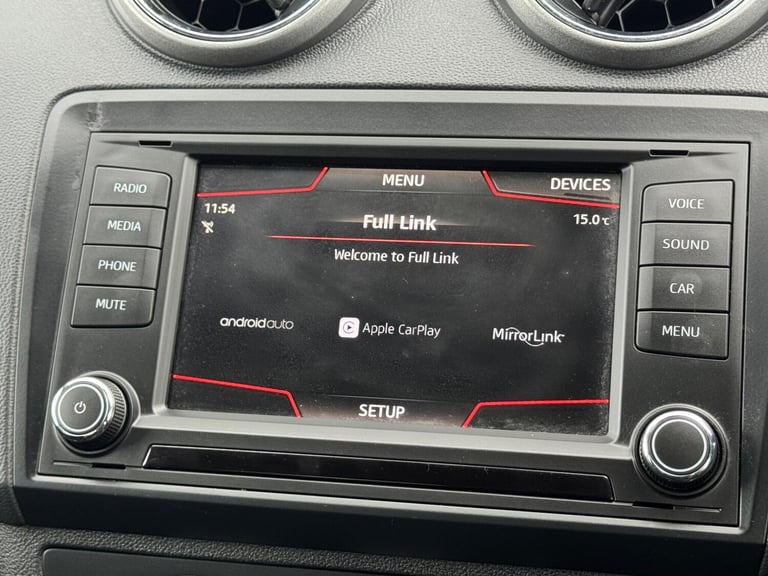 RADIO
MEDIA
PHONE
MUTE
MENU
DEVICES
11:54
15.0°C
Full Link
Welcome to Full Link
androidauto
Apple CarPlay
MirrorLink™
SETUP
VOICE
SOUND
CAR
MENU